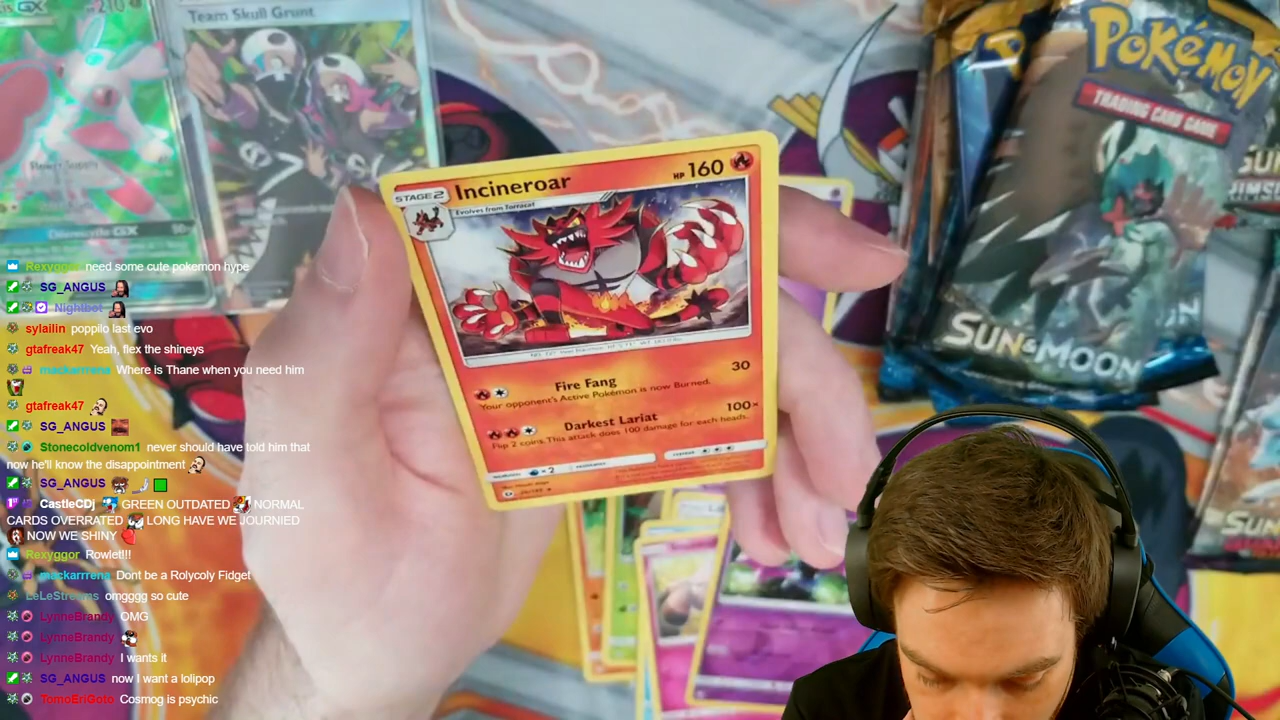 GX 210
Team Skull Grunt
POKéMON
TRADING CARD GAME
SUN & MOON
STAGE 2
Incineroar
HP 160
Evolves from Torracat
Fire Fang
30
Your opponent's Active Pokémon is now Burned.
Darkest Lariat
100×
Flip 2 coins. This attack does 100 damage for each heads.
×2
SUN
Rexyggor need some cute pokemon hype
SG_ANGUS
Nightbot
sylailin poppilo last evo
gtafreak47 Yeah, flex the shineys
mackarrrena Where is Thane when you need him
gtafreak47
SG_ANGUS
Stonecoldvenom1 never should have told him that
now he'll know the disappointment
SG_ANGUS
CastleCDj GREEN OUTDATED NORMAL
CARDS OVERRATED LONG HAVE WE JOURNIED
NOW WE SHINY
Rexyggor Rowlet!!!
mackarrrena Dont be a Rolycoly Fidget
LeLeStreams omgggg so cute
LynneBrandy OMG
LynneBrandy
LynneBrandy I wants it
SG_ANGUS now I want a lolipop
TomoEriGoto Cosmog is psychic